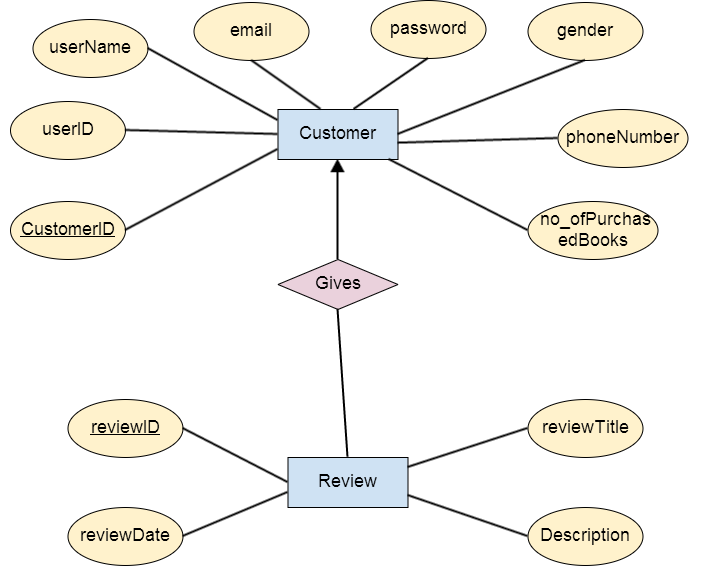 email
password
gender
userName
userID
Customer
phoneNumber
CustomerID
no_ofPurchas
edBooks
Gives
reviewID
reviewTitle
Review
reviewDate
Description